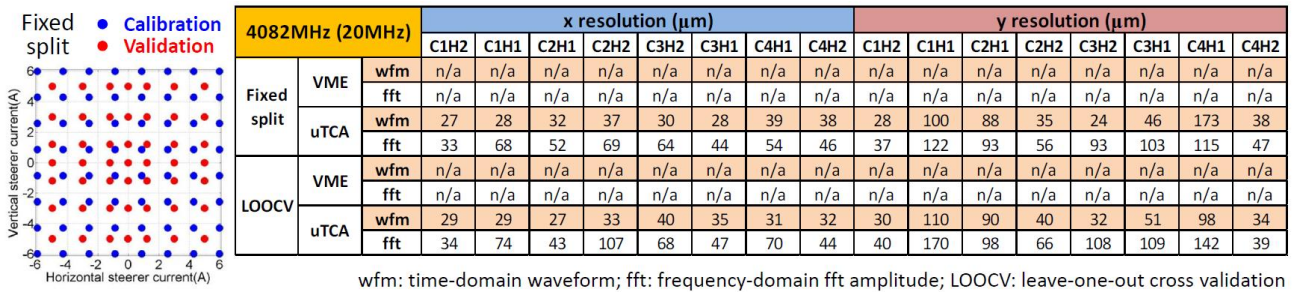 Fixed split
● Calibration
● Validation
Vertical steerer current(A)
6
4
2
0
-2
-4
-6
-6 -4 -2 0 2 4 6
Horizontal steerer current(A)
4082MHz (20MHz) x resolution (μm) y resolution (μm)
C1H2 C1H1 C2H1 C2H2 C3H2 C3H1 C4H1 C4H2 C1H2 C1H1 C2H1 C2H2 C3H2 C3H1 C4H1 C4H2
Fixed split VME wfm n/a n/a n/a n/a n/a n/a n/a n/a n/a n/a n/a n/a n/a n/a n/a n/a
fft n/a n/a n/a n/a n/a n/a n/a n/a n/a n/a n/a n/a n/a n/a n/a n/a
uTCA wfm 27 28 32 37 30 28 39 38 28 100 88 35 24 46 173 38
fft 33 68 52 69 64 44 54 46 37 122 93 56 93 103 115 47
LOOCV VME wfm n/a n/a n/a n/a n/a n/a n/a n/a n/a n/a n/a n/a n/a n/a n/a n/a
fft n/a n/a n/a n/a n/a n/a n/a n/a n/a n/a n/a n/a n/a n/a n/a n/a
uTCA wfm 29 29 27 33 40 35 31 32 30 110 90 40 32 51 98 34
fft 34 74 43 107 68 47 70 44 40 170 98 66 108 109 142 39
wfm: time-domain waveform; fft: frequency-domain fft amplitude; LOOCV: leave-one-out cross validation